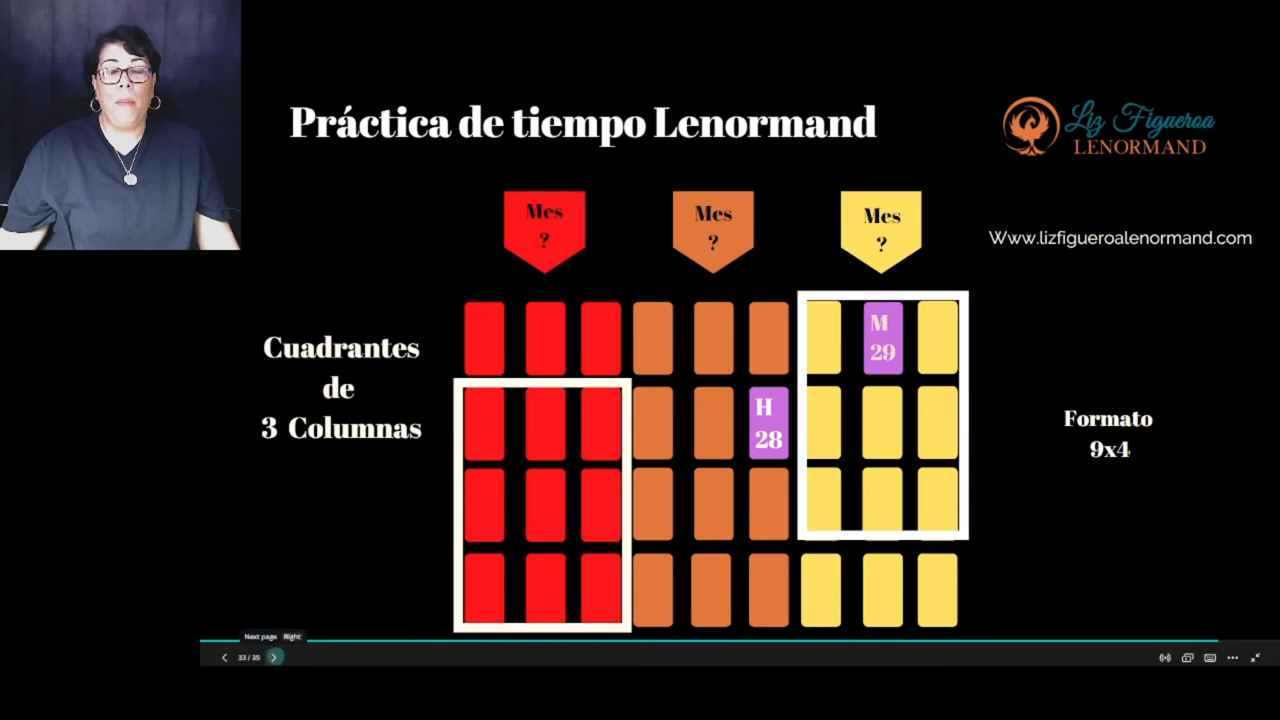 Práctica de tiempo Lenormand
Liz Figueroa
LENORMAND
Mes
?
Mes
?
Mes
?
Www.lizfigueroalenormand.com
Cuadrantes
de
3 Columnas
M
29
H
28
Formato
9x4
Next page Right
33 / 35